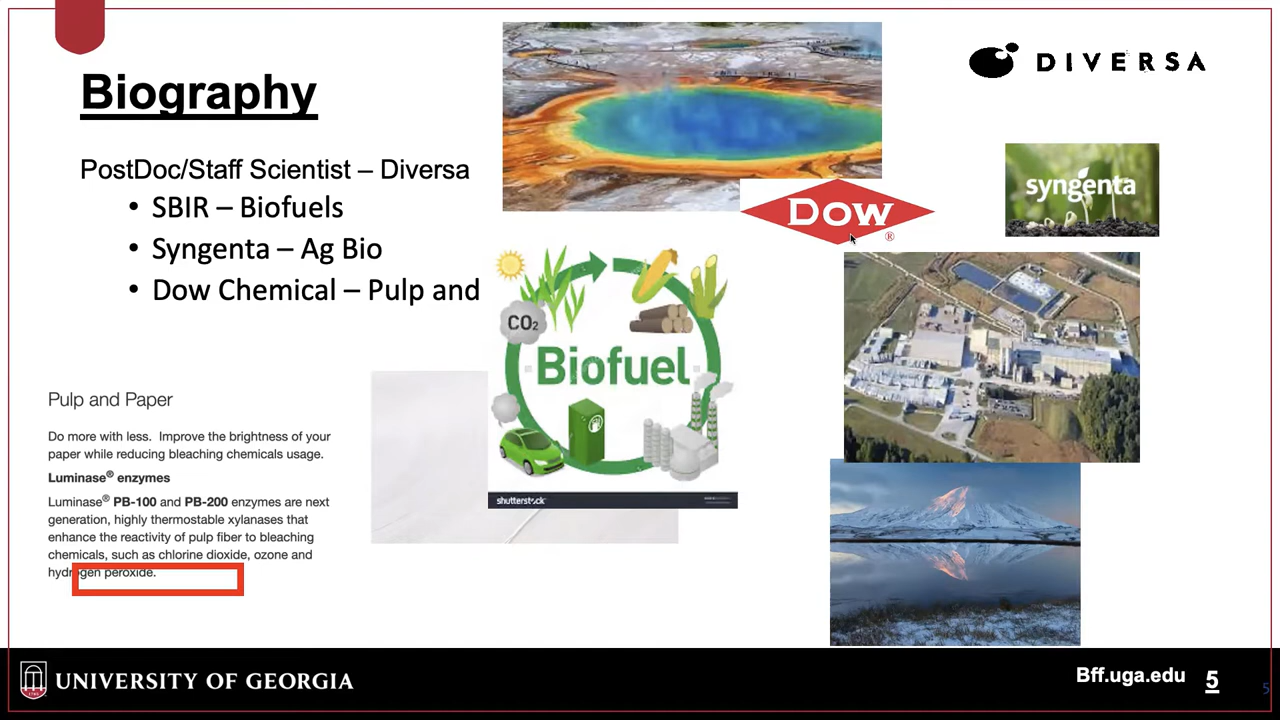 DIVERSA
Biography
PostDoc/Staff Scientist – Diversa
• SBIR – Biofuels
• Syngenta – Ag Bio
• Dow Chemical – Pulp and
DOW
®
syngenta
CO2
Biofuel
shutterstock
Pulp and Paper
Do more with less. Improve the brightness of your
paper while reducing bleaching chemicals usage.
Luminase® enzymes
Luminase® PB-100 and PB-200 enzymes are next
generation, highly thermostable xylanases that
enhance the reactivity of pulp fiber to bleaching
chemicals, such as chlorine dioxide, ozone and
hydrogen peroxide.
UNIVERSITY OF GEORGIA
Bff.uga.edu 5
5